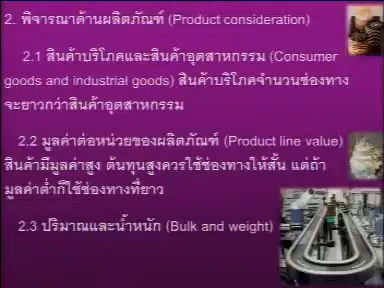 2. พิจารณาด้านผลิตภัณฑ์ (Product consideration)
2.1 สินค้าบริโภคและสินค้าอุตสาหกรรม (Consumer
goods and industrial goods) สินค้าบริโภคจำนวนช่องทาง
จะยาวกว่าสินค้าอุตสาหกรรม
2.2 มูลค่าต่อหน่วยของผลิตภัณฑ์ (Product line value)
สินค้ามีมูลค่าสูง ต้นทุนสูงควรใช้ช่องทางให้สั้น แต่ถ้า
มูลค่าต่ำก็ใช้ช่องทางที่ยาว
2.3 ปริมาณและน้ำหนัก (Bulk and weight)